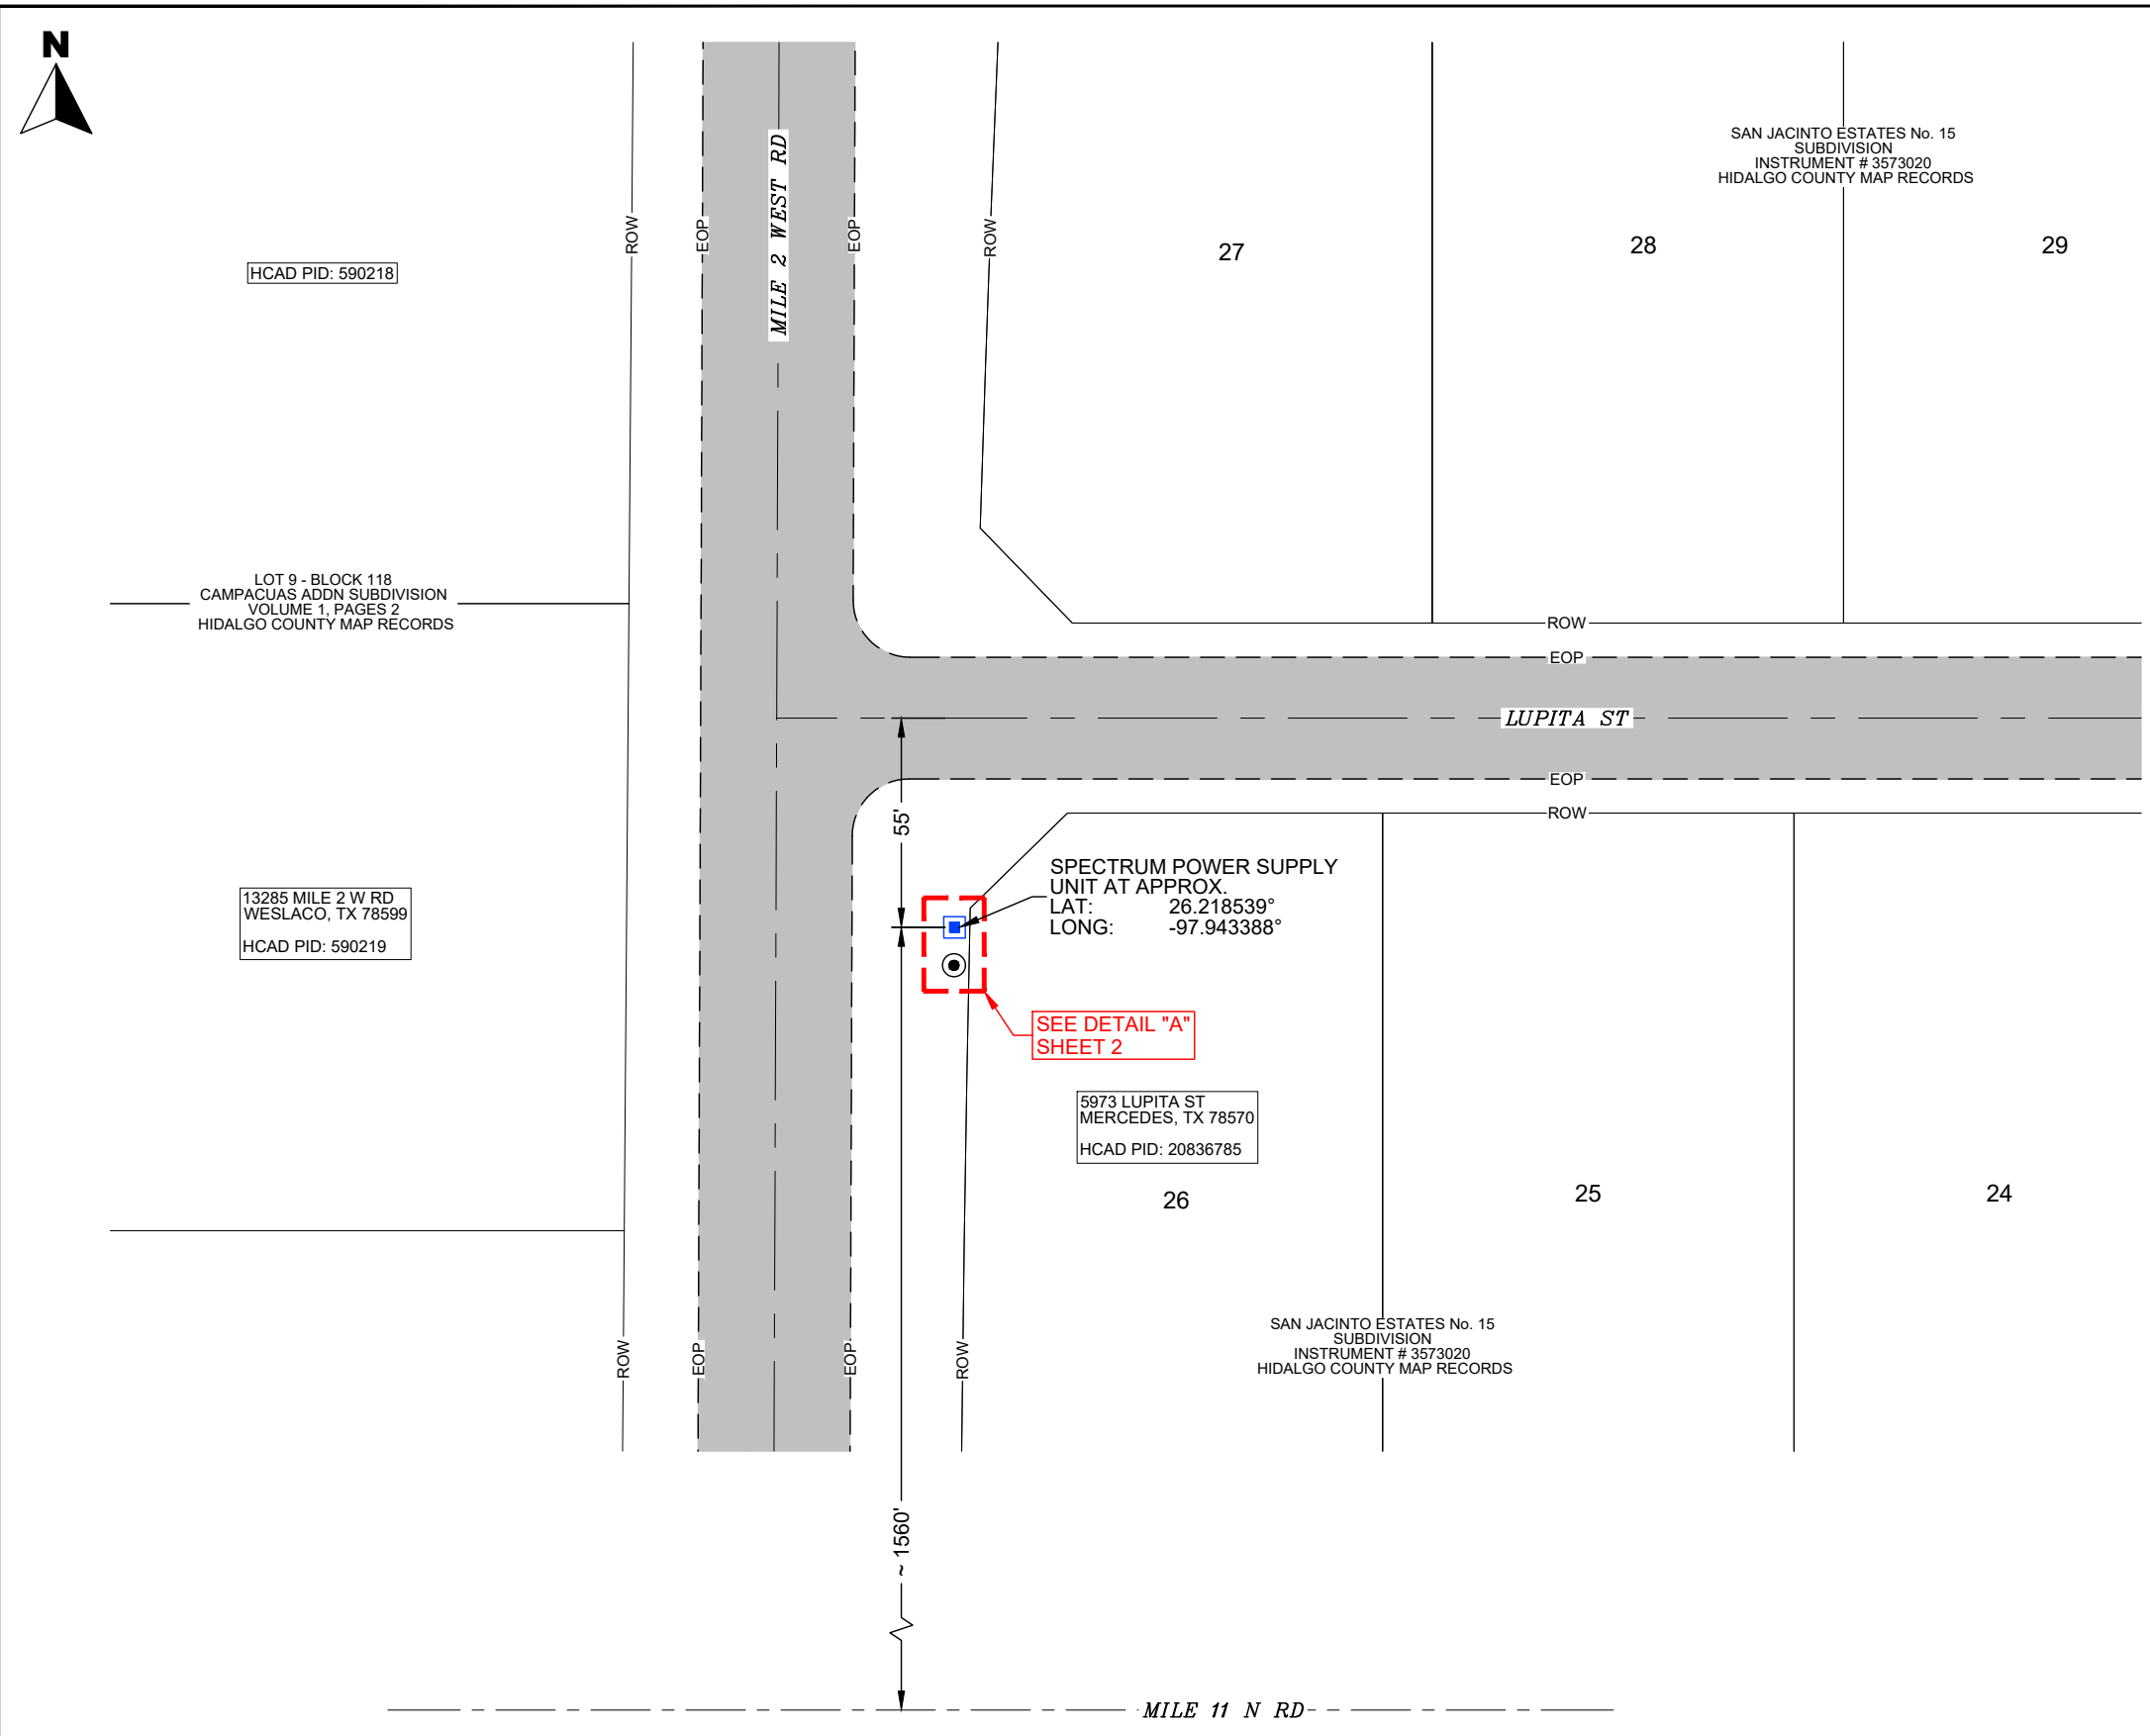 N
MILE 2 WEST RD
ROW
EOP
EOP
ROW
SAN JACINTO ESTATES No. 15
SUBDIVISION
INSTRUMENT # 3573020
HIDALGO COUNTY MAP RECORDS
27
28
29
HCAD PID: 590218
LOT 9 - BLOCK 118
CAMPACUAS ADDN SUBDIVISION
VOLUME 1, PAGES 2
HIDALGO COUNTY MAP RECORDS
ROW
EOP
LUPITA ST
EOP
ROW
55'
SPECTRUM POWER SUPPLY
UNIT AT APPROX.
LAT: 26.218539°
LONG: -97.943388°
13285 MILE 2 W RD
WESLACO, TX 78599
HCAD PID: 590219
SEE DETAIL "A"
SHEET 2
5973 LUPITA ST
MERCEDES, TX 78570
HCAD PID: 20836785
26
25
24
SAN JACINTO ESTATES No. 15
SUBDIVISION
INSTRUMENT # 3573020
HIDALGO COUNTY MAP RECORDS
ROW
EOP
EOP
ROW
~ 1560'
MILE 11 N RD